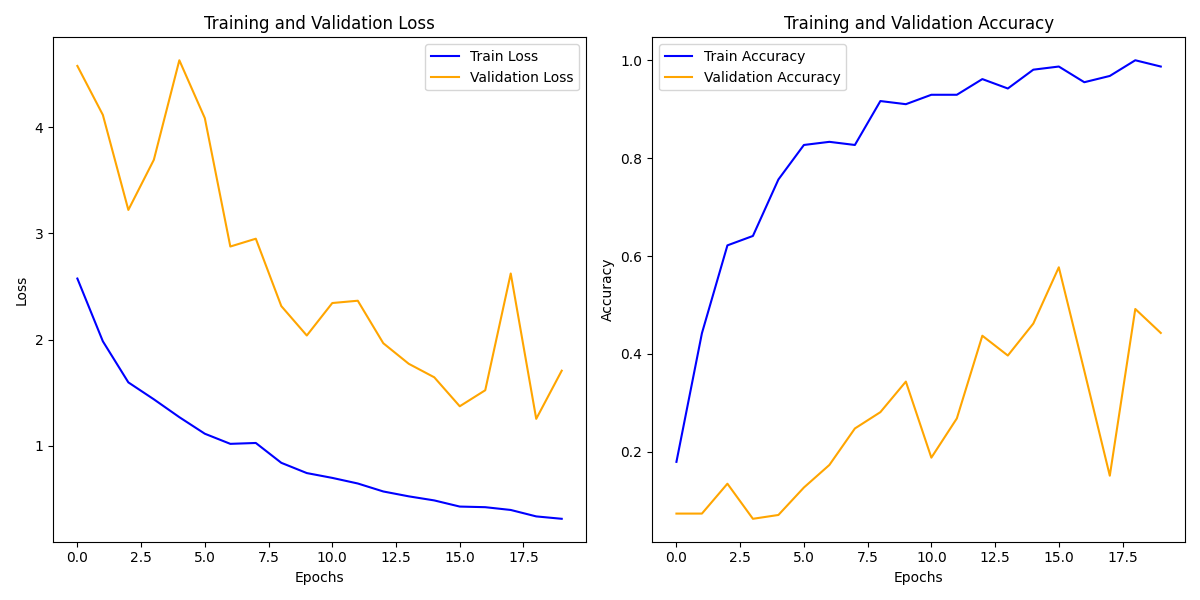 Training and Validation Loss
Train Loss
Validation Loss
4
3
2
1
Loss
0.0 2.5 5.0 7.5 10.0 12.5 15.0 17.5
Epochs
Training and Validation Accuracy
Train Accuracy
Validation Accuracy
1.0
0.8
0.6
0.4
0.2
Accuracy
0.0 2.5 5.0 7.5 10.0 12.5 15.0 17.5
Epochs